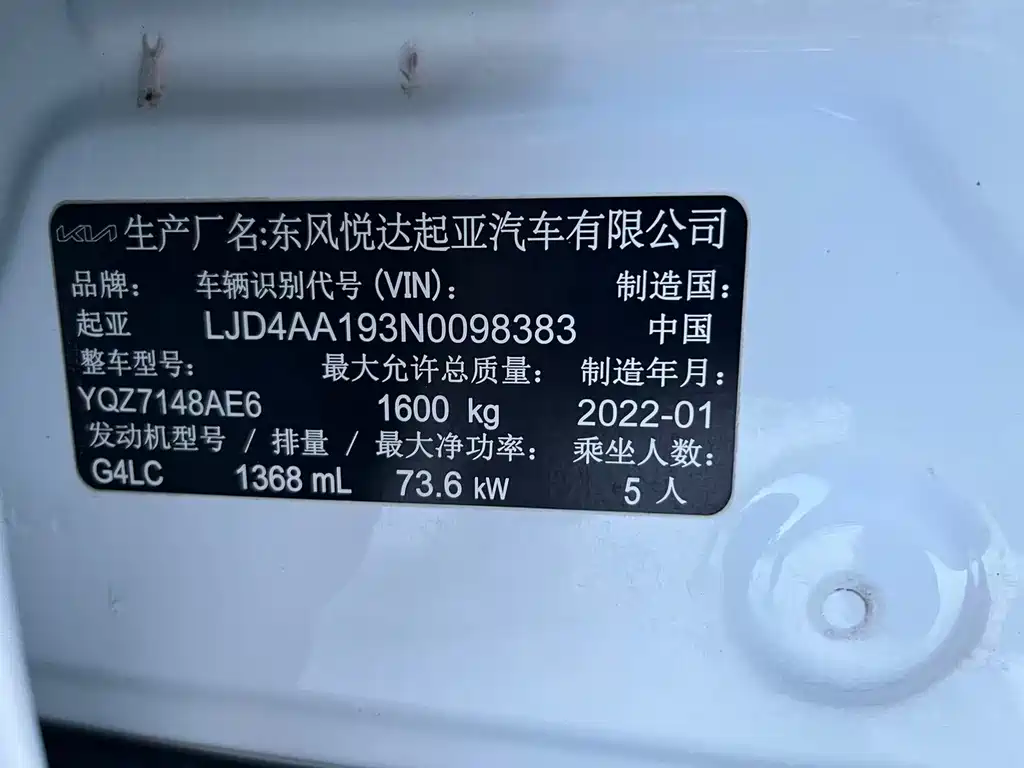 KIA 生产厂名:东风悦达起亚汽车有限公司
品牌: 车辆识别代号(VIN): 制造国:
起亚 LJD4AA193N0098383 中国
整车型号: 最大允许总质量: 制造年月:
YQZ7148AE6 1600 kg 2022-01
发动机型号 / 排量 / 最大净功率: 乘坐人数:
G4LC 1368 mL 73.6 kW 5 人